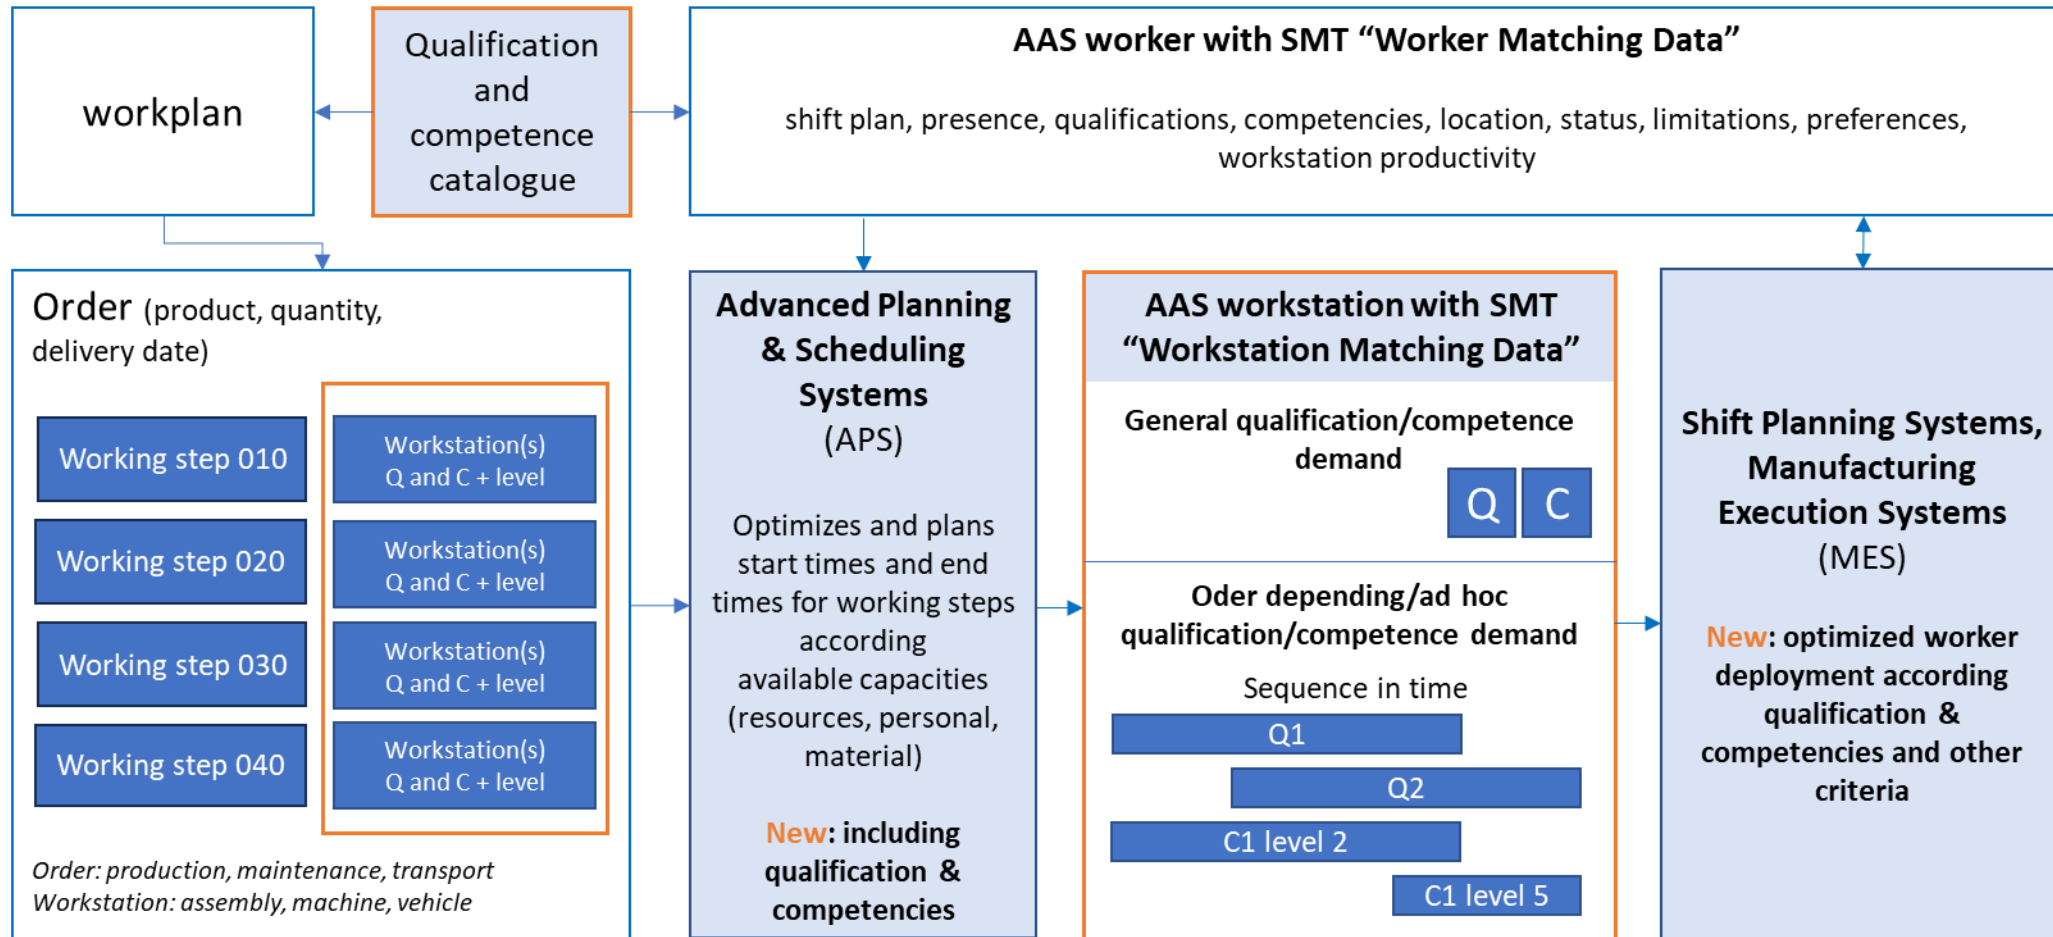 workplan
Qualification
and
competence
catalogue
AAS worker with SMT “Worker Matching Data”
shift plan, presence, qualifications, competencies, location, status, limitations, preferences,
workstation productivity
Order (product, quantity,
delivery date)
Working step 010
Workstation(s)
Q and C + level
Working step 020
Workstation(s)
Q and C + level
Working step 030
Workstation(s)
Q and C + level
Working step 040
Workstation(s)
Q and C + level
Order: production, maintenance, transport
Workstation: assembly, machine, vehicle
Advanced Planning
& Scheduling
Systems
(APS)
Optimizes and plans
start times and end
times for working steps
according
available capacities
(resources, personal,
material)
New: including
qualification &
competencies
AAS workstation with SMT
“Workstation Matching Data”
General qualification/competence
demand
Q C
Oder depending/ad hoc
qualification/competence demand
Sequence in time
Q1
Q2
C1 level 2
C1 level 5
Shift Planning Systems,
Manufacturing
Execution Systems
(MES)
New: optimized worker
deployment according
qualification &
competencies and other
criteria